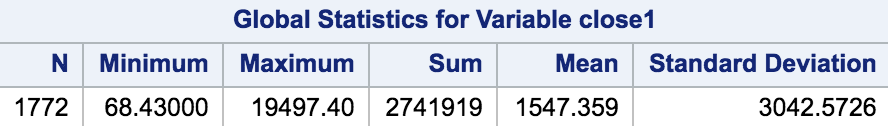 Global Statistics for Variable close1
N Minimum Maximum Sum Mean Standard Deviation
1772 68.43000 19497.40 2741919 1547.359 3042.5726